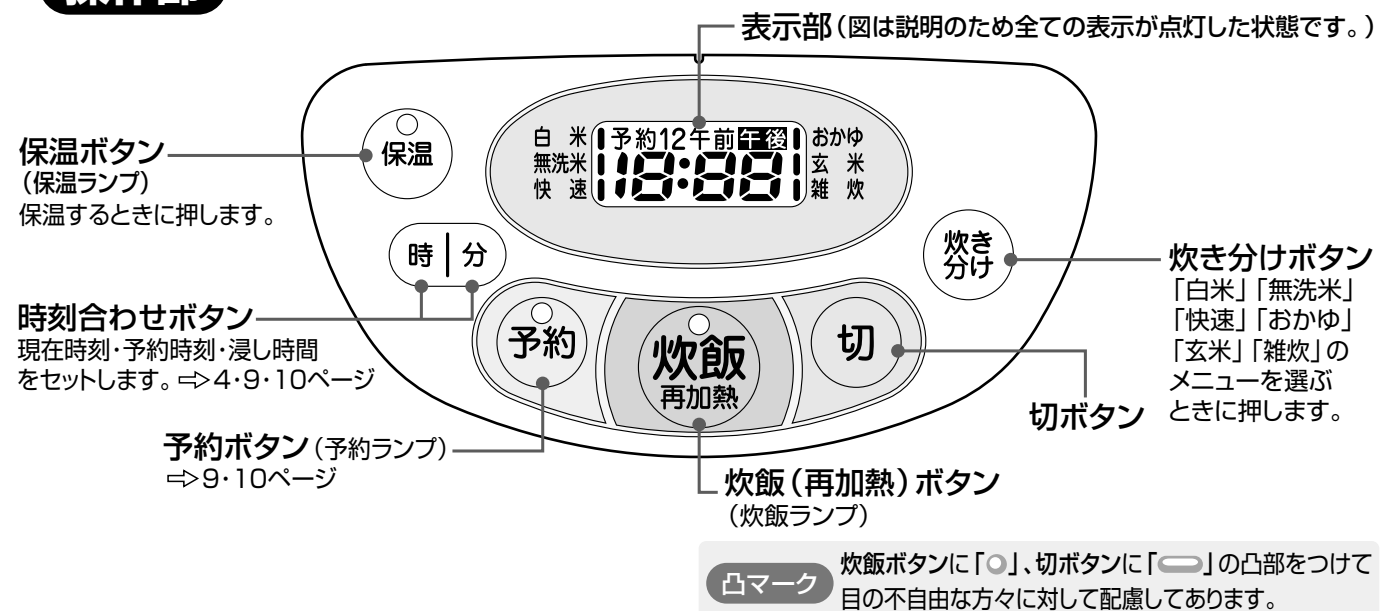 操作部
表示部(図は説明のため全ての表示が点灯した状態です。)
保温
白 米 予約12午前午後 おかゆ
無洗米 18:88 玄 米
快 速 雑 炊
保温ボタン
(保温ランプ)
保温するときに押します。
時 分
炊き
分け
炊き分けボタン
「白米」「無洗米」
「快速」「おかゆ」
「玄米」「雑炊」の
メニューを選ぶ
ときに押します。
時刻合わせボタン
現在時刻・予約時刻・浸し時間
をセットします。⇨4・9・10ページ
予約
炊飯
再加熱
切
切ボタン
予約ボタン(予約ランプ)
⇨9・10ページ
炊飯(再加熱)ボタン
(炊飯ランプ)
凸マーク
炊飯ボタンに「○」、切ボタンに「⬭」の凸部をつけて
目の不自由な方々に対して配慮してあります。